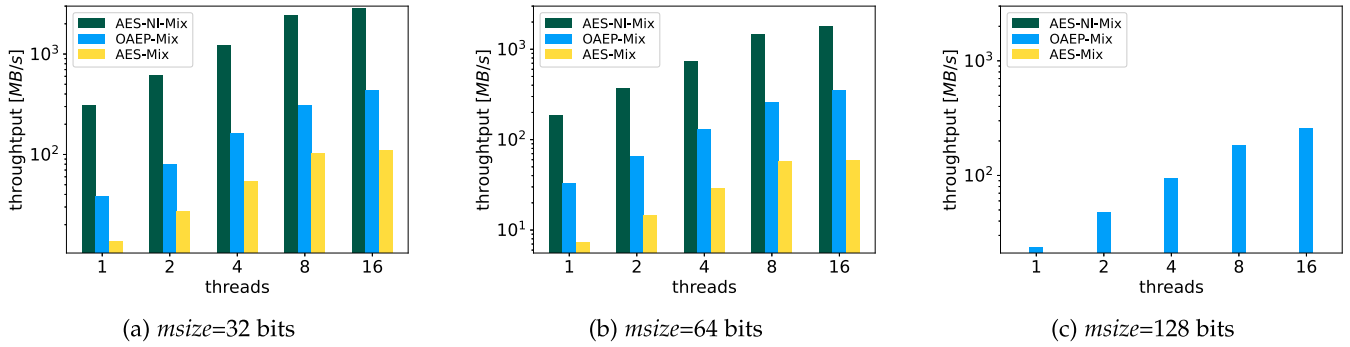 AES-NI-Mix
OAEP-Mix
AES-Mix
throughtput [MB/s]
10³
10²
1 2 4 8 16
threads
(a) msize=32 bits
AES-NI-Mix
OAEP-Mix
AES-Mix
throughtput [MB/s]
10³
10²
10¹
1 2 4 8 16
threads
(b) msize=64 bits
AES-NI-Mix
OAEP-Mix
AES-Mix
throughtput [MB/s]
10³
10²
1 2 4 8 16
threads
(c) msize=128 bits